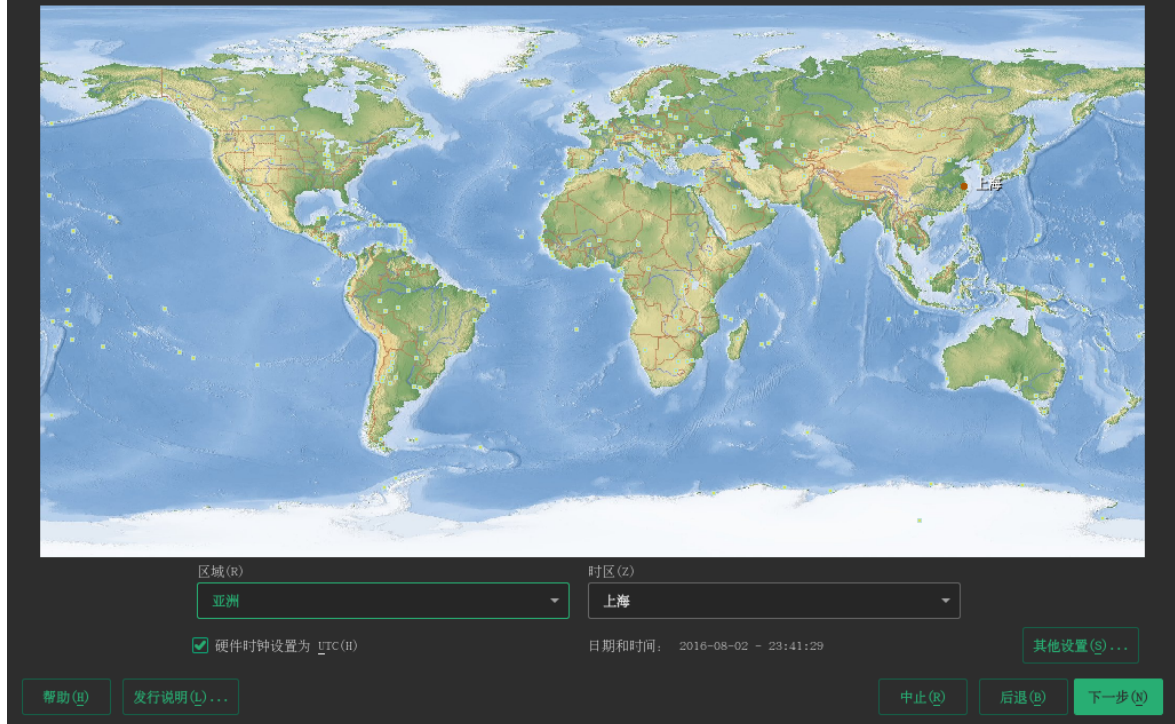 上海
区域(R)
时区(Z)
亚洲
上海
硬件时钟设置为 UTC(H)
日期和时间: 2016-08-02 - 23:41:29
其他设置(S)...
帮助(H)
发行说明(L)...
中止(R)
后退(B)
下一步(N)